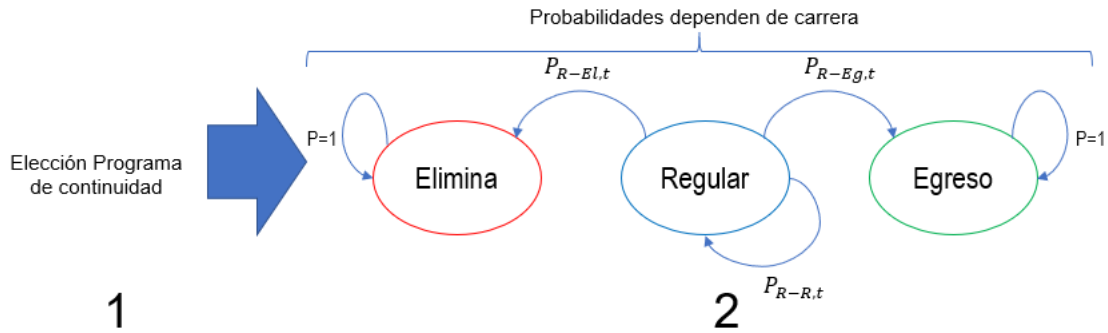 Probabilidades dependen de carrera
P_{R-El,t}
P_{R-Eg,t}
P=1
P=1
Elección Programa
de continuidad
Elimina
Regular
Egreso
P_{R-R,t}
1
2